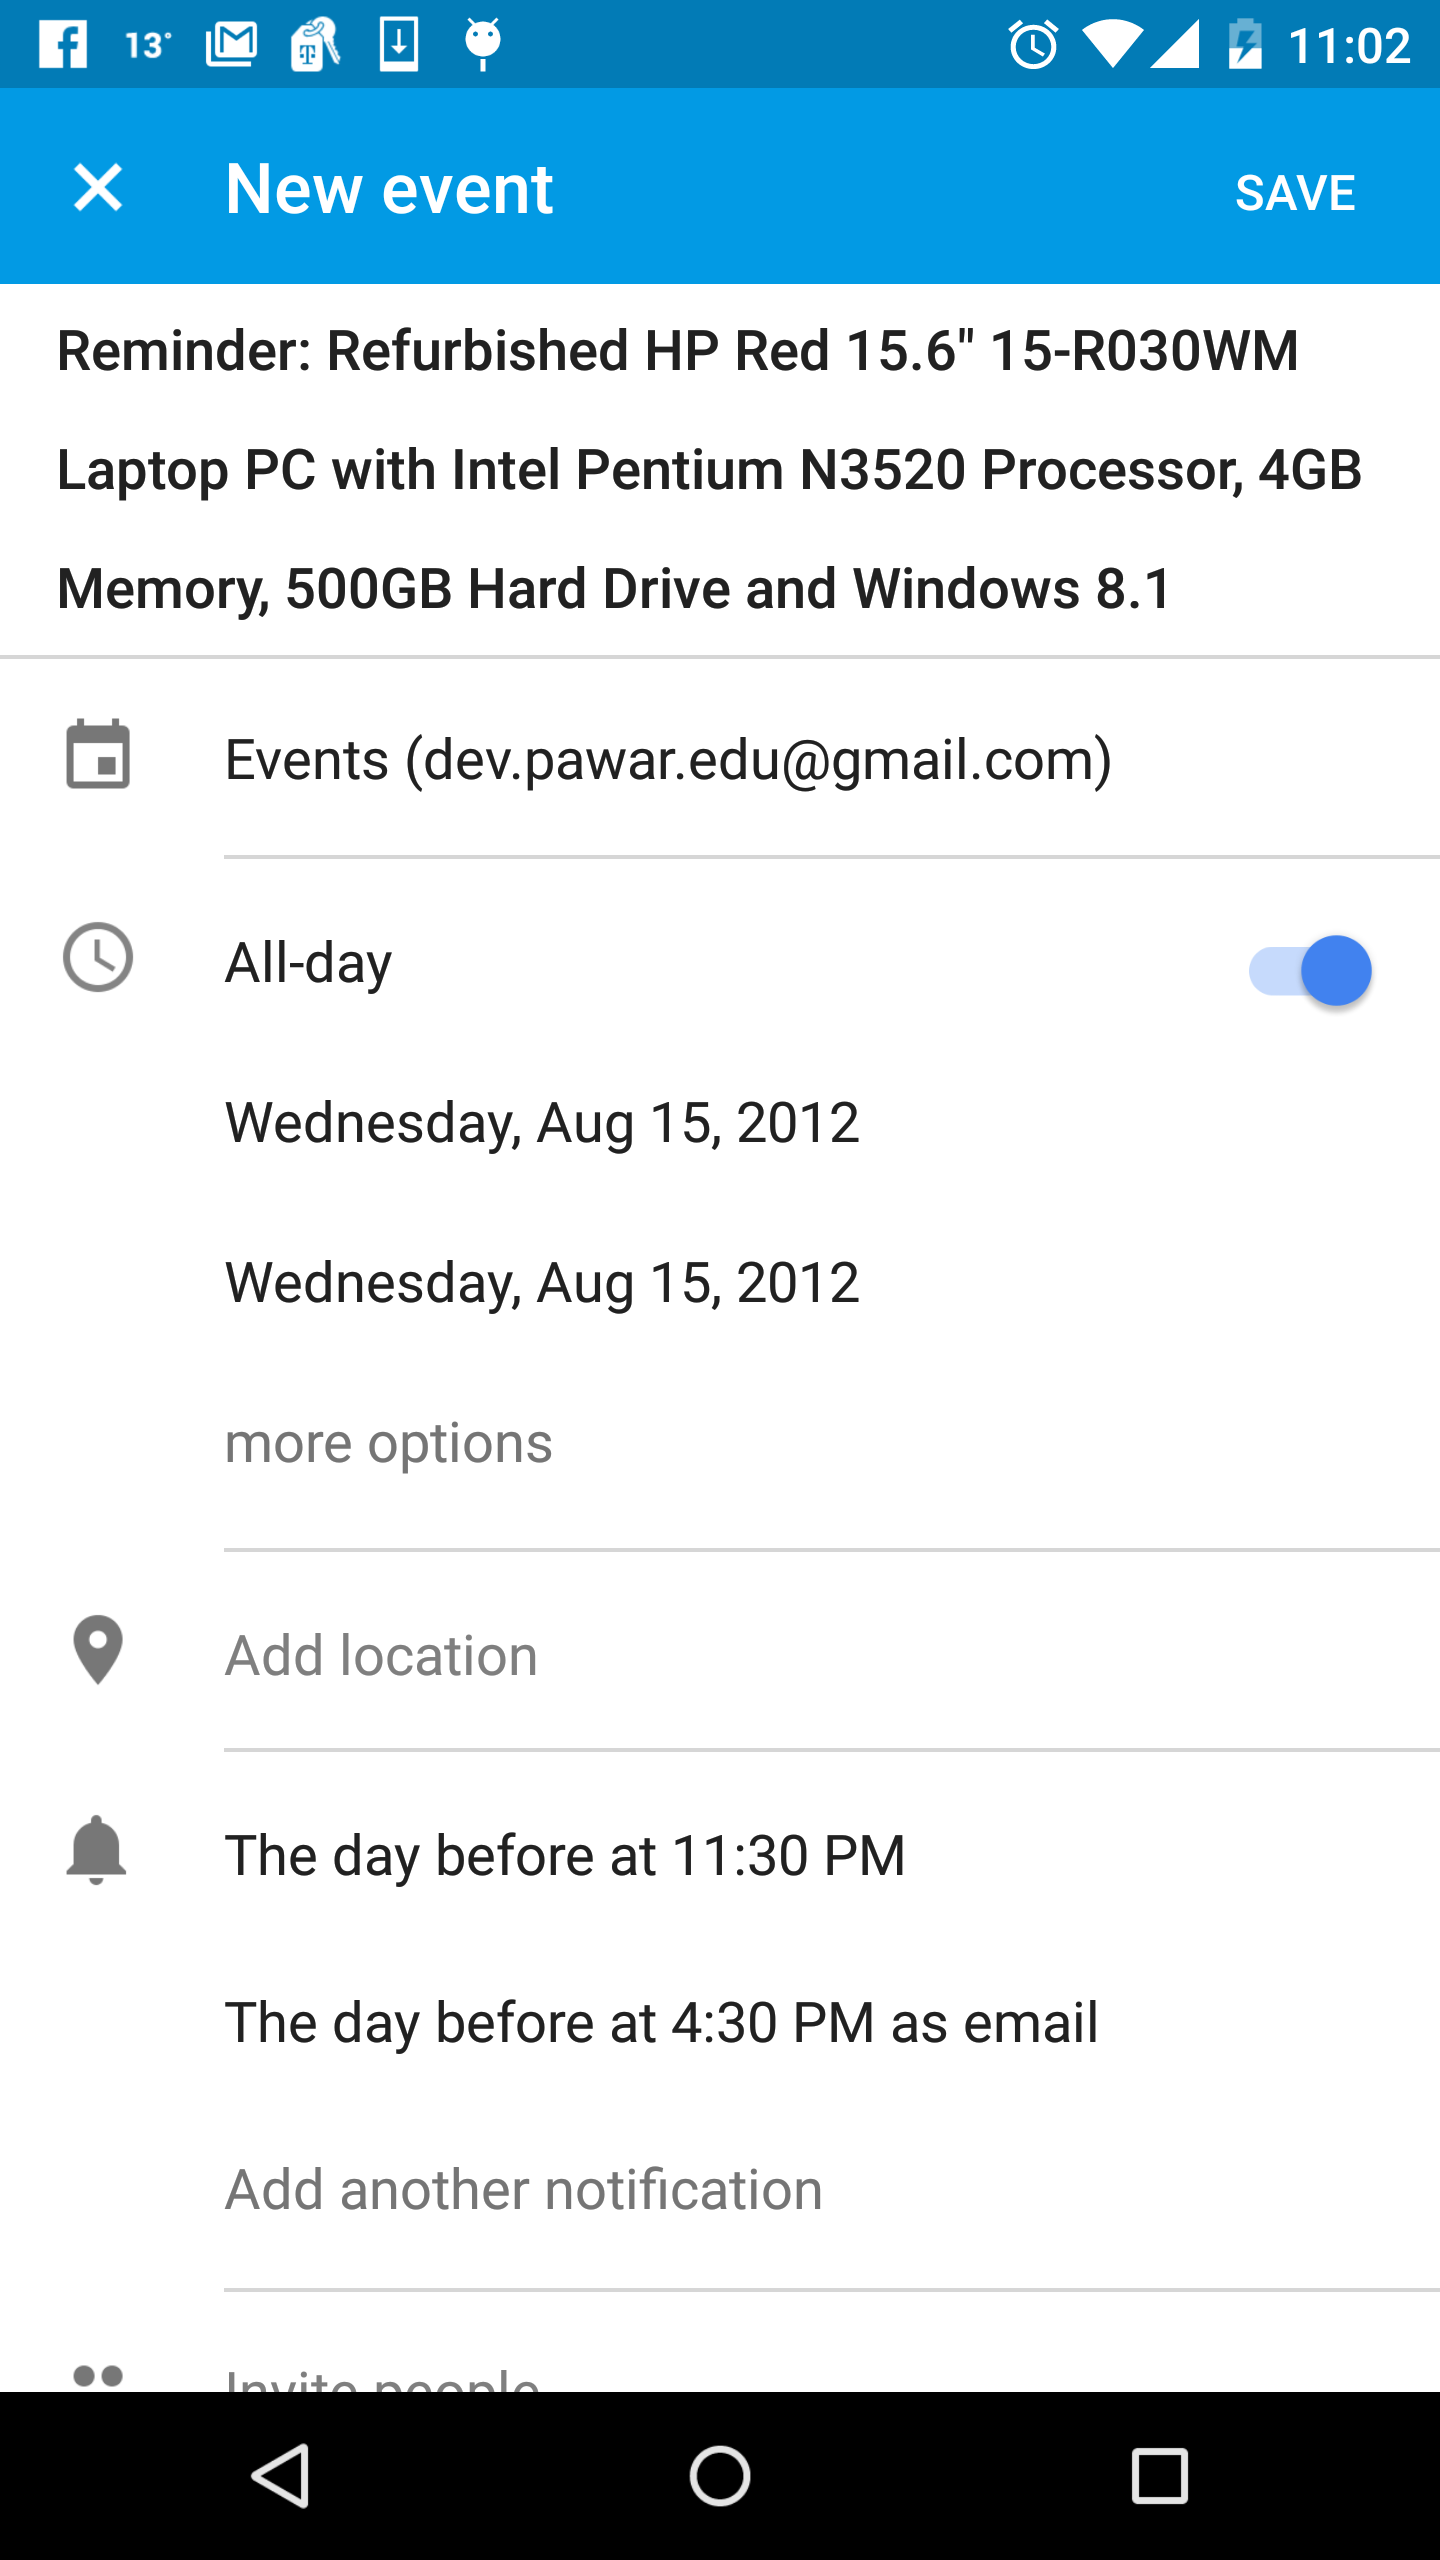 13°
11:02
New event
SAVE
Reminder: Refurbished HP Red 15.6" 15-R030WM
Laptop PC with Intel Pentium N3520 Processor, 4GB
Memory, 500GB Hard Drive and Windows 8.1
Events (dev.pawar.edu@gmail.com)
All-day
Wednesday, Aug 15, 2012
Wednesday, Aug 15, 2012
more options
Add location
The day before at 11:30 PM
The day before at 4:30 PM as email
Add another notification
Invite people